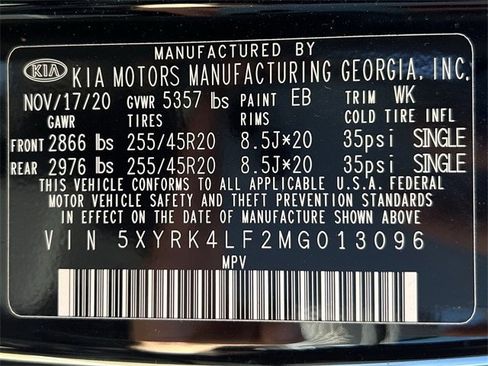 MANUFACTURED BY
KIA KIA MOTORS MANUFACTURING GEORGIA, INC.
NOV/17/20 GVWR 5357 lbs PAINT EB TRIM WK
GAWR TIRES RIMS COLD TIRE INFL
FRONT 2866 lbs 255/45R20 8.5J×20 35psi SINGLE
REAR 2976 lbs 255/45R20 8.5J×20 35psi SINGLE
THIS VEHICLE CONFORMS TO ALL APPLICABLE U.S.A. FEDERAL
MOTOR VEHICLE SAFETY AND THEFT PREVENTION STANDARDS
IN EFFECT ON THE DATE OF MANUFACTURE SHOWN ABOVE.
VIN 5XYRK4LF2MG013096
MPV